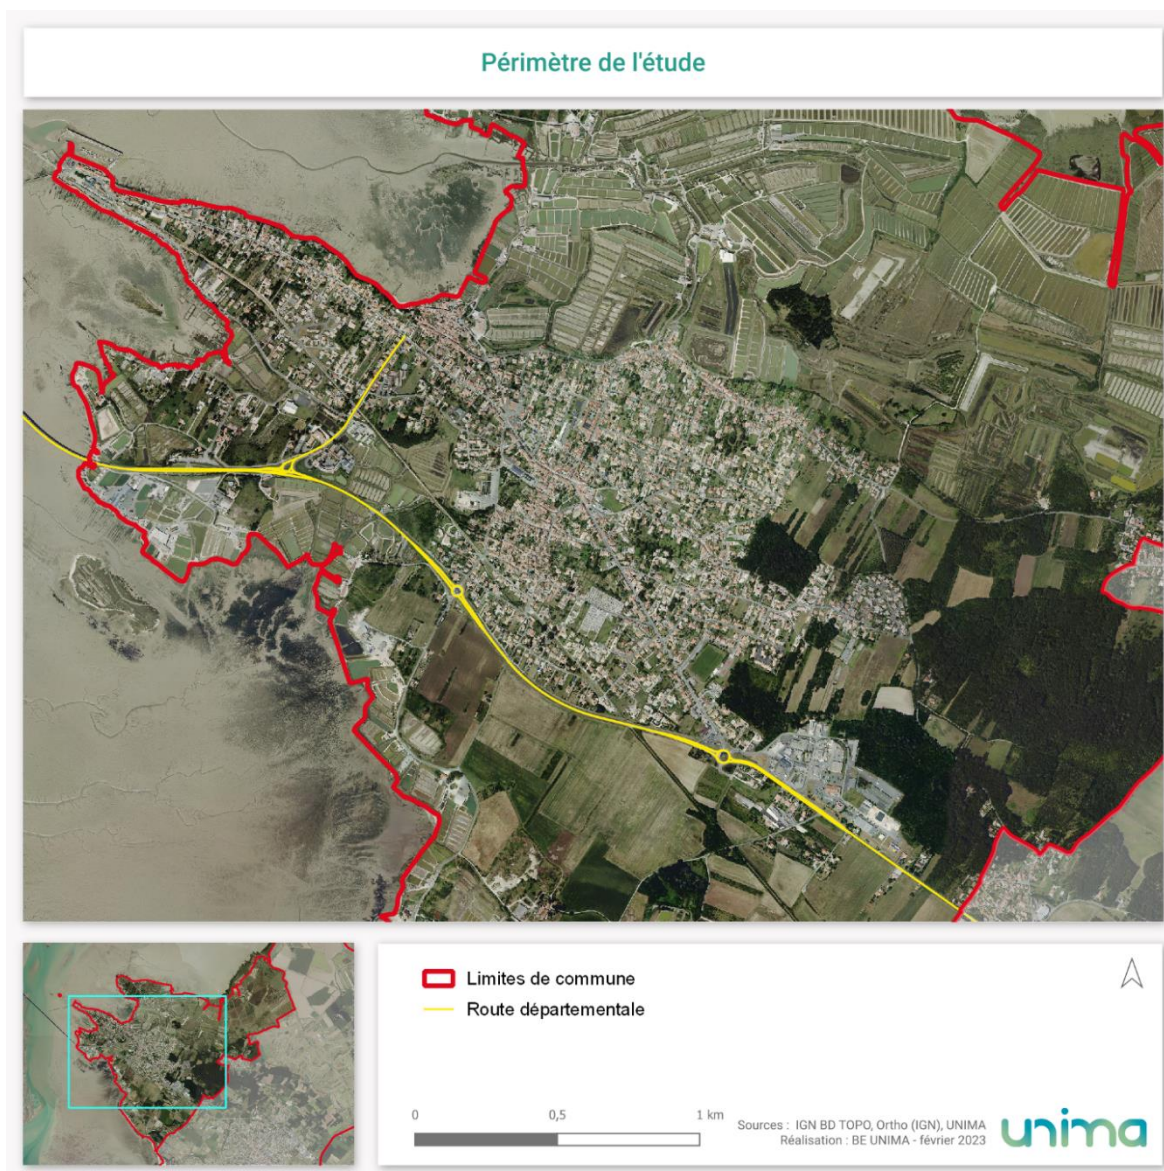 Périmètre de l'étude
Limites de commune
Route départementale
0 0,5 1 km
Sources : IGN BD TOPO, Ortho (IGN), UNIMA
Réalisation : BE UNIMA - février 2023
unima